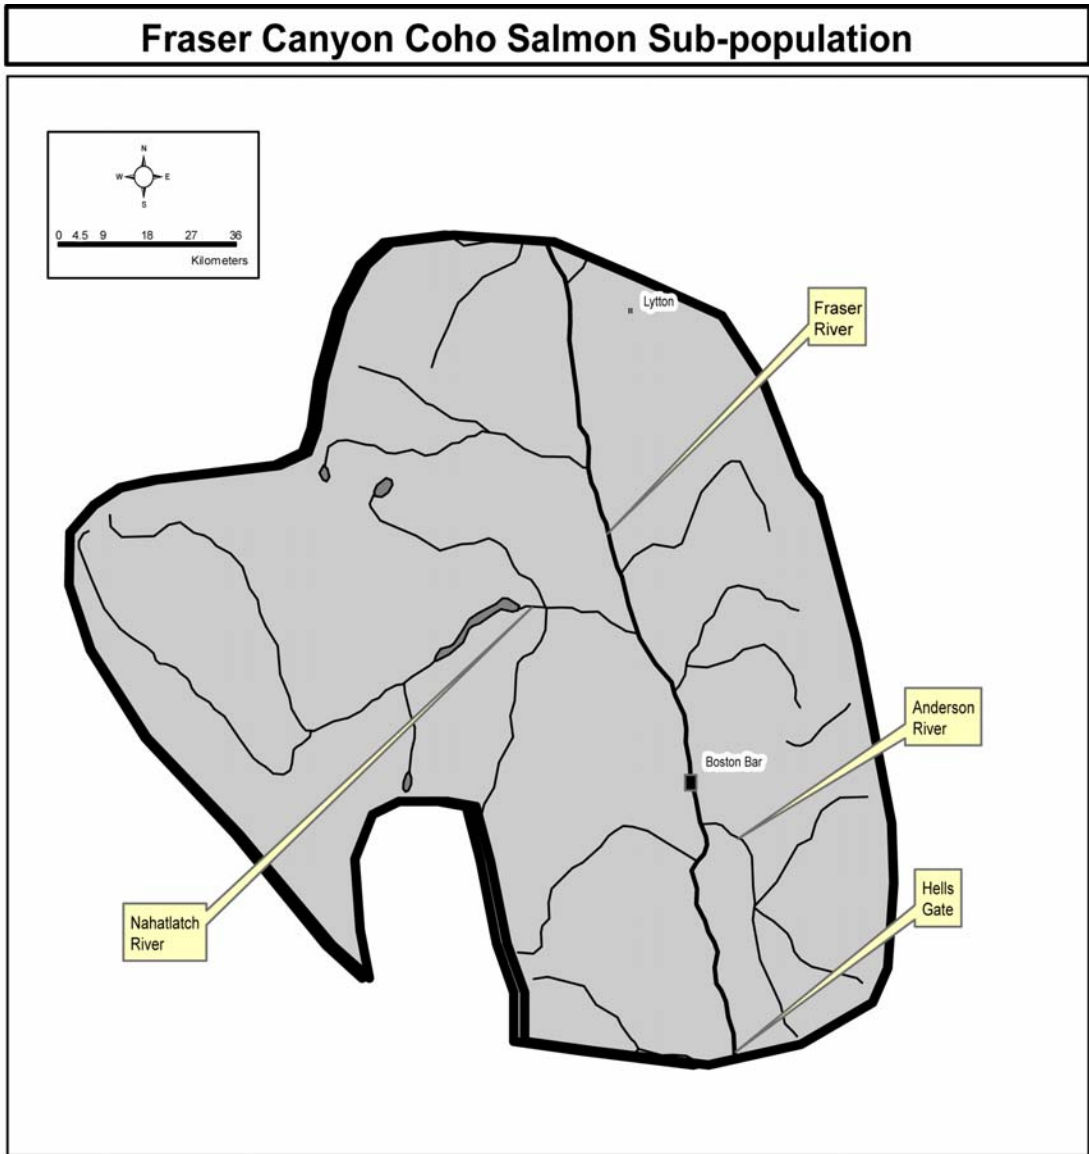 Fraser Canyon Coho Salmon Sub-population
N
W E
S
0 4.5 9 18 27 36
Kilometers
Lytton
Fraser
River
Anderson
River
Boston Bar
Hells
Gate
Nahatlatch
River